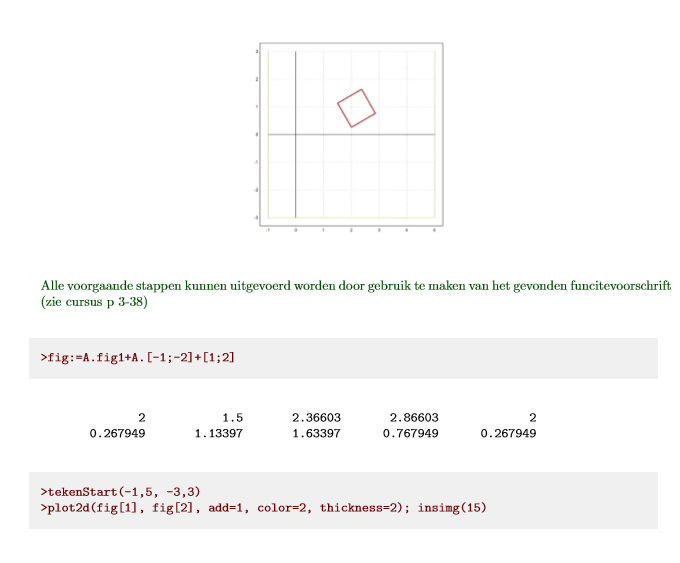 3
2
1
0
-1
-2
-3
-1 0 1 2 3 4 5
Alle voorgaande stappen kunnen uitgevoerd worden door gebruik te maken van het gevonden funcitevoorschrift
(zie cursus p 3-38)
>fig:=A.fig1+A.[-1;-2]+[1;2]
2 1.5 2.36603 2.86603 2
0.267949 1.13397 1.63397 0.767949 0.267949
>tekenStart(-1,5, -3,3)
>plot2d(fig[1], fig[2], add=1, color=2, thickness=2); insimg(15)